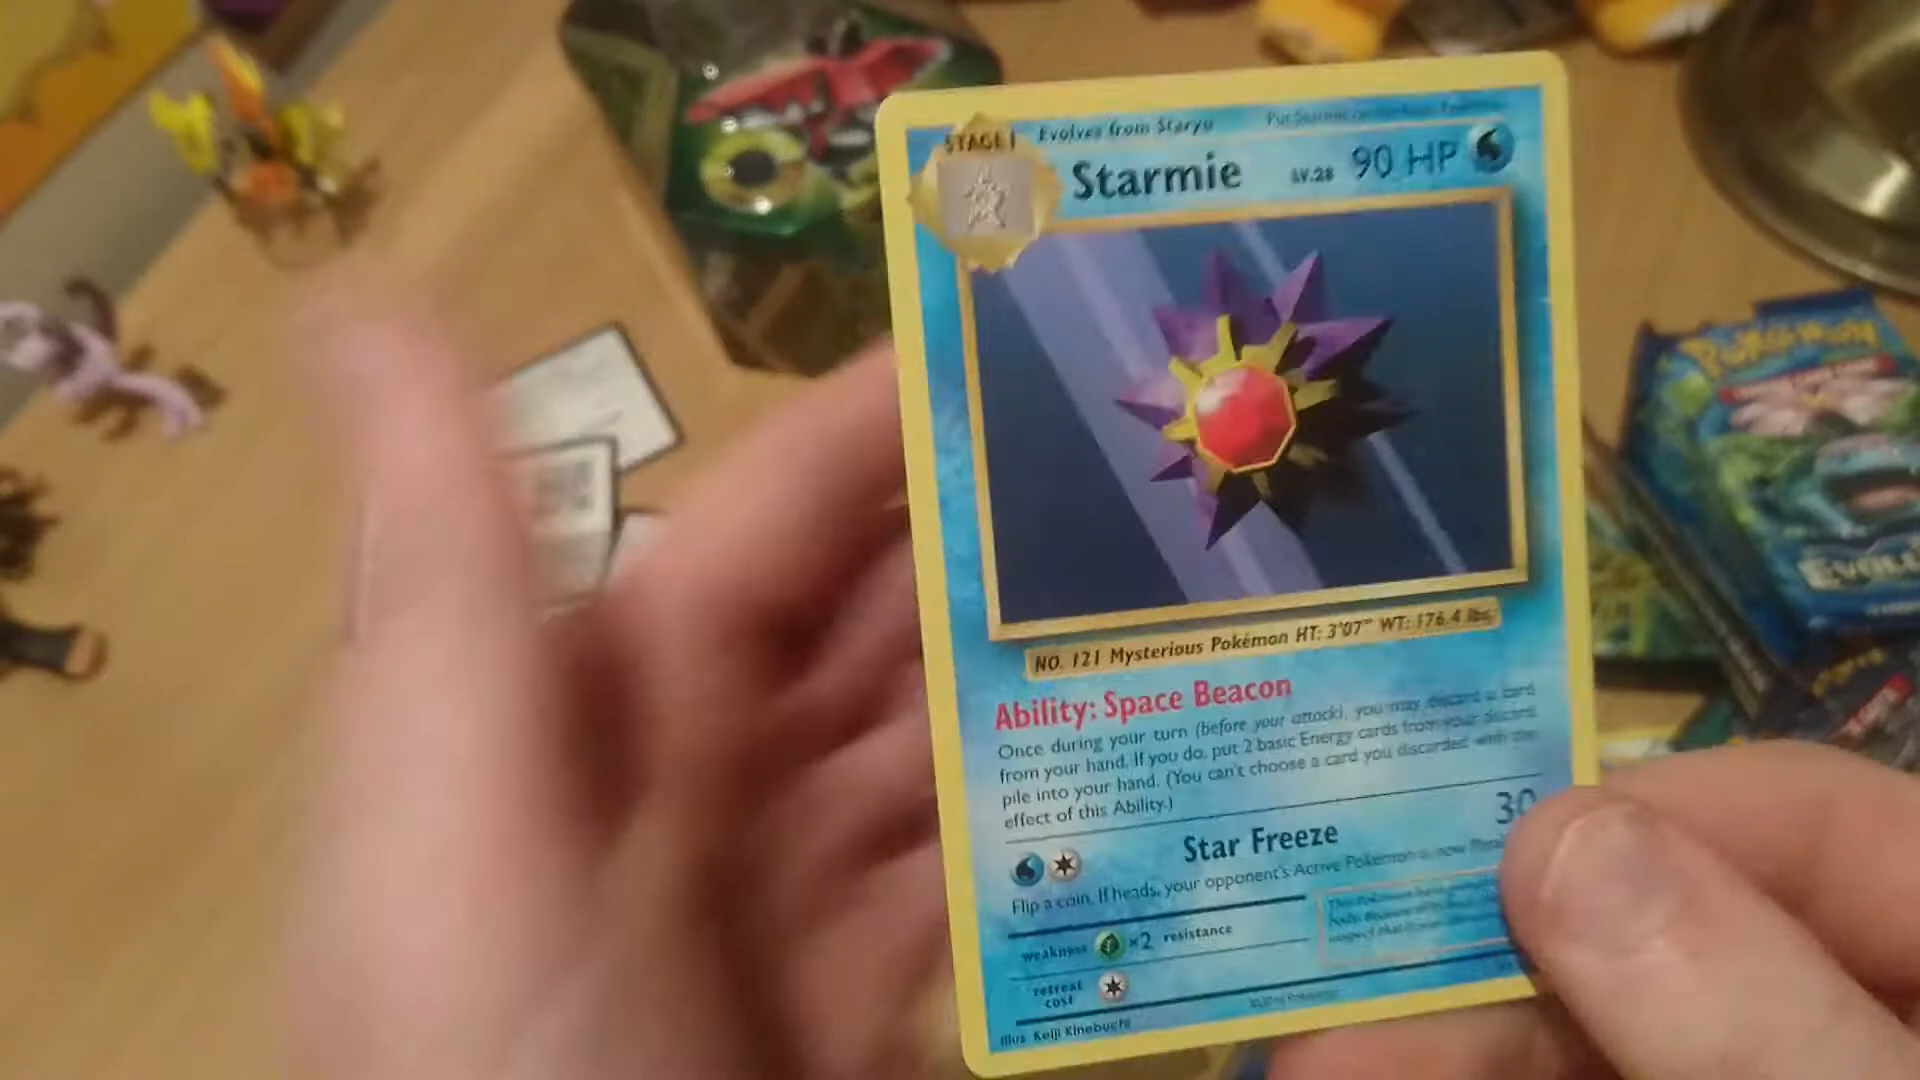 STAGE 1 Evolves from Staryu
Starmie LV.28 90 HP
NO. 121 Mysterious Pokémon HT: 3'07" WT: 176.4 lbs.
Ability: Space Beacon
Once during your turn (before your attack), you may discard a card
from your hand. If you do, put 2 basic Energy cards from your discard
pile into your hand. (You can't choose a card you discarded with the
effect of this Ability.)
Star Freeze 30
Flip a coin. If heads, your opponent's Active Pokémon is now
weakness ×2 resistance
retreat
cost
Illus. Keiji Kinebuchi
POKéMON